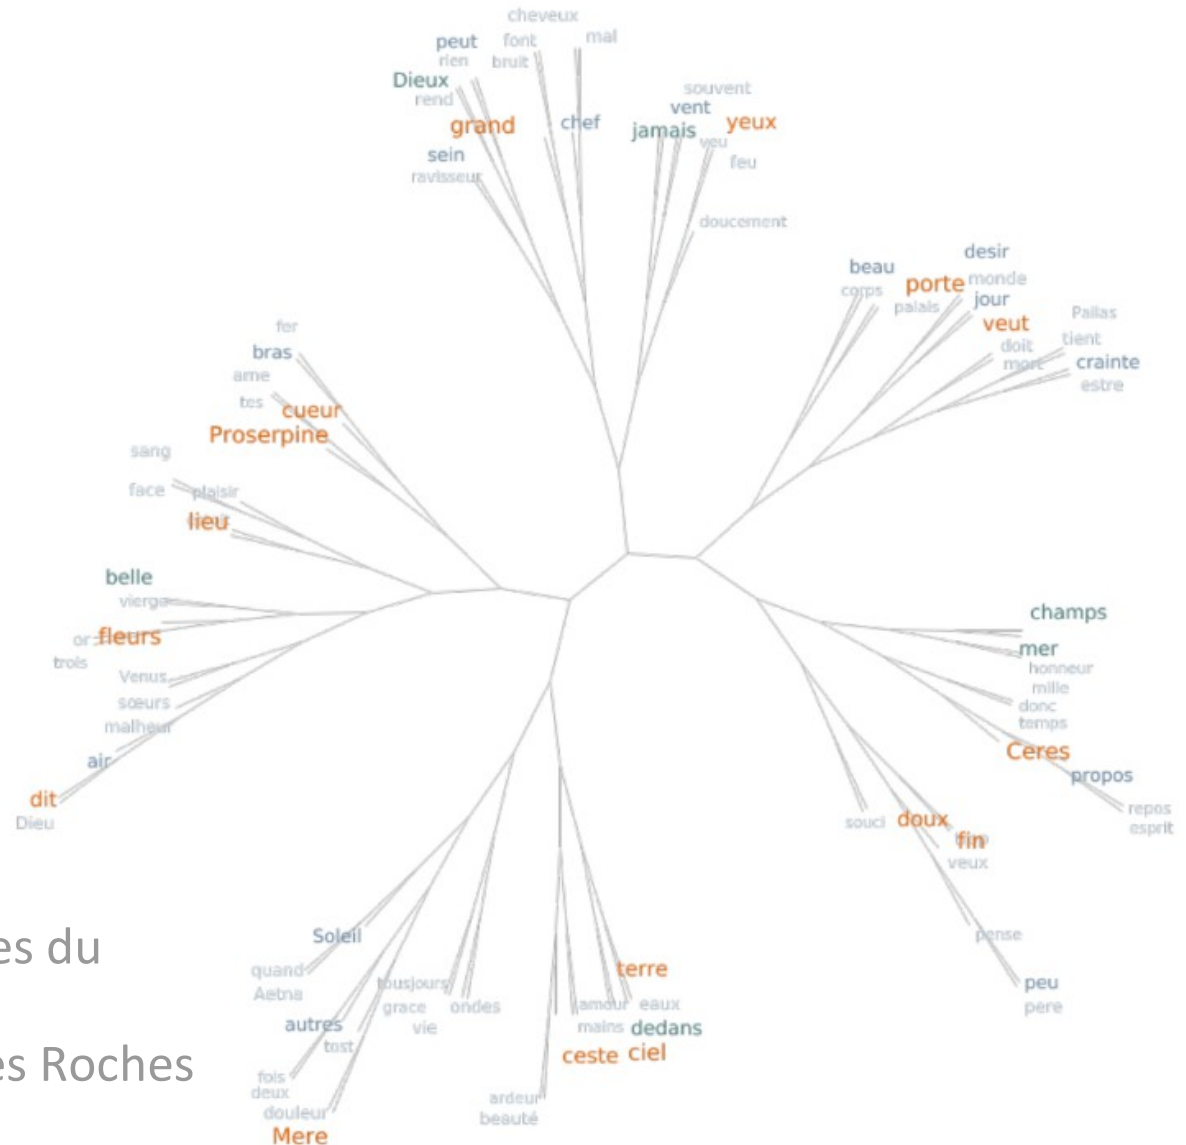 cheveux
mal
peut
font
rien
bruit
Dieux
souvent
rend
vent
grand
chef
jamais
yeux
veu
sein
feu
ravisseur
doucement
desir
beau
monde
porte
corps
jour
palais
Pallas
veut
fer
tient
doit
bras
mort
crainte
ame
estre
tes
cueur
Proserpine
sang
face
plaisir
lieu
belle
vierge
champs
fleurs
or
mer
trois
honneur
Venus
mille
sœurs
donc
malheur
temps
Ceres
air
propos
dit
repos
Dieu
souci
doux
esprit
fin
veux
Soleil
pense
es du
quand
terre
Aetna
tousjours
peu
grace
ondes
amour
eaux
pere
autres
vie
mains
dedans
tost
ceste
ciel
es Roches
fois
deux
ardeur
douleur
beauté
Mere